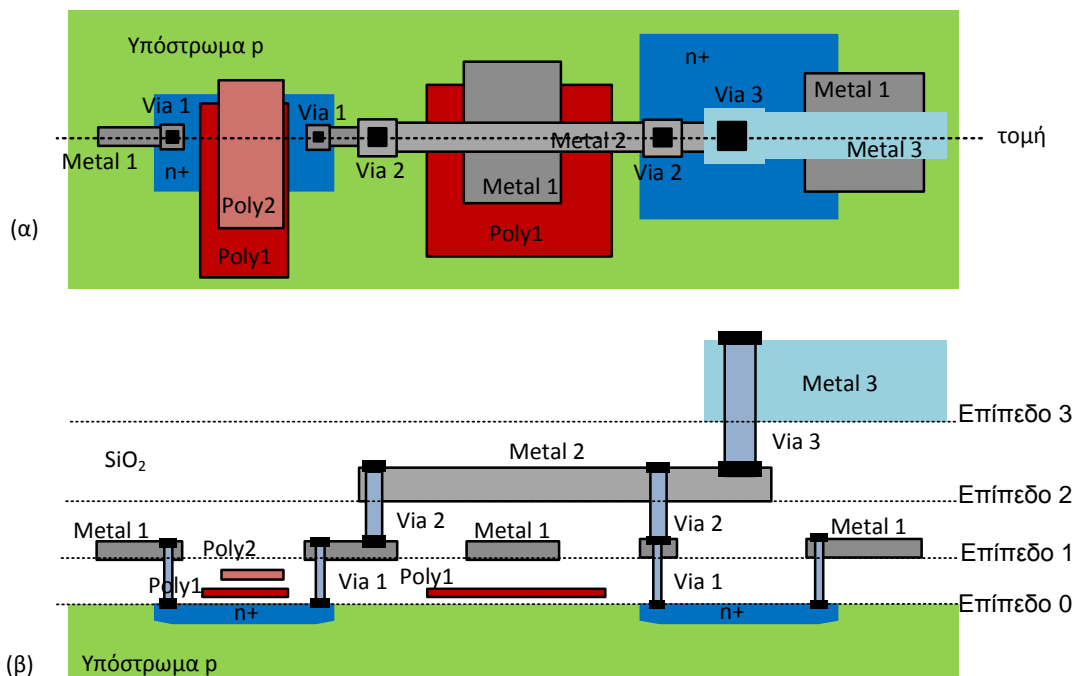 Υπόστρωμα p
n+
Metal 1
Via 1
Via 1
Via 3
Metal 2
τομή
Metal 1
n+
Via 2
Metal 1
Via 2
Metal 3
Poly2
(α)
Poly1
Poly1
Metal 3
Επίπεδο 3
Via 3
SiO₂
Metal 2
Επίπεδο 2
Metal 1
Via 2
Metal 1
Via 2
Metal 1
Poly2
Επίπεδο 1
Poly1
Via 1
Poly1
Via 1
Επίπεδο 0
n+
n+
(β)
Υπόστρωμα p